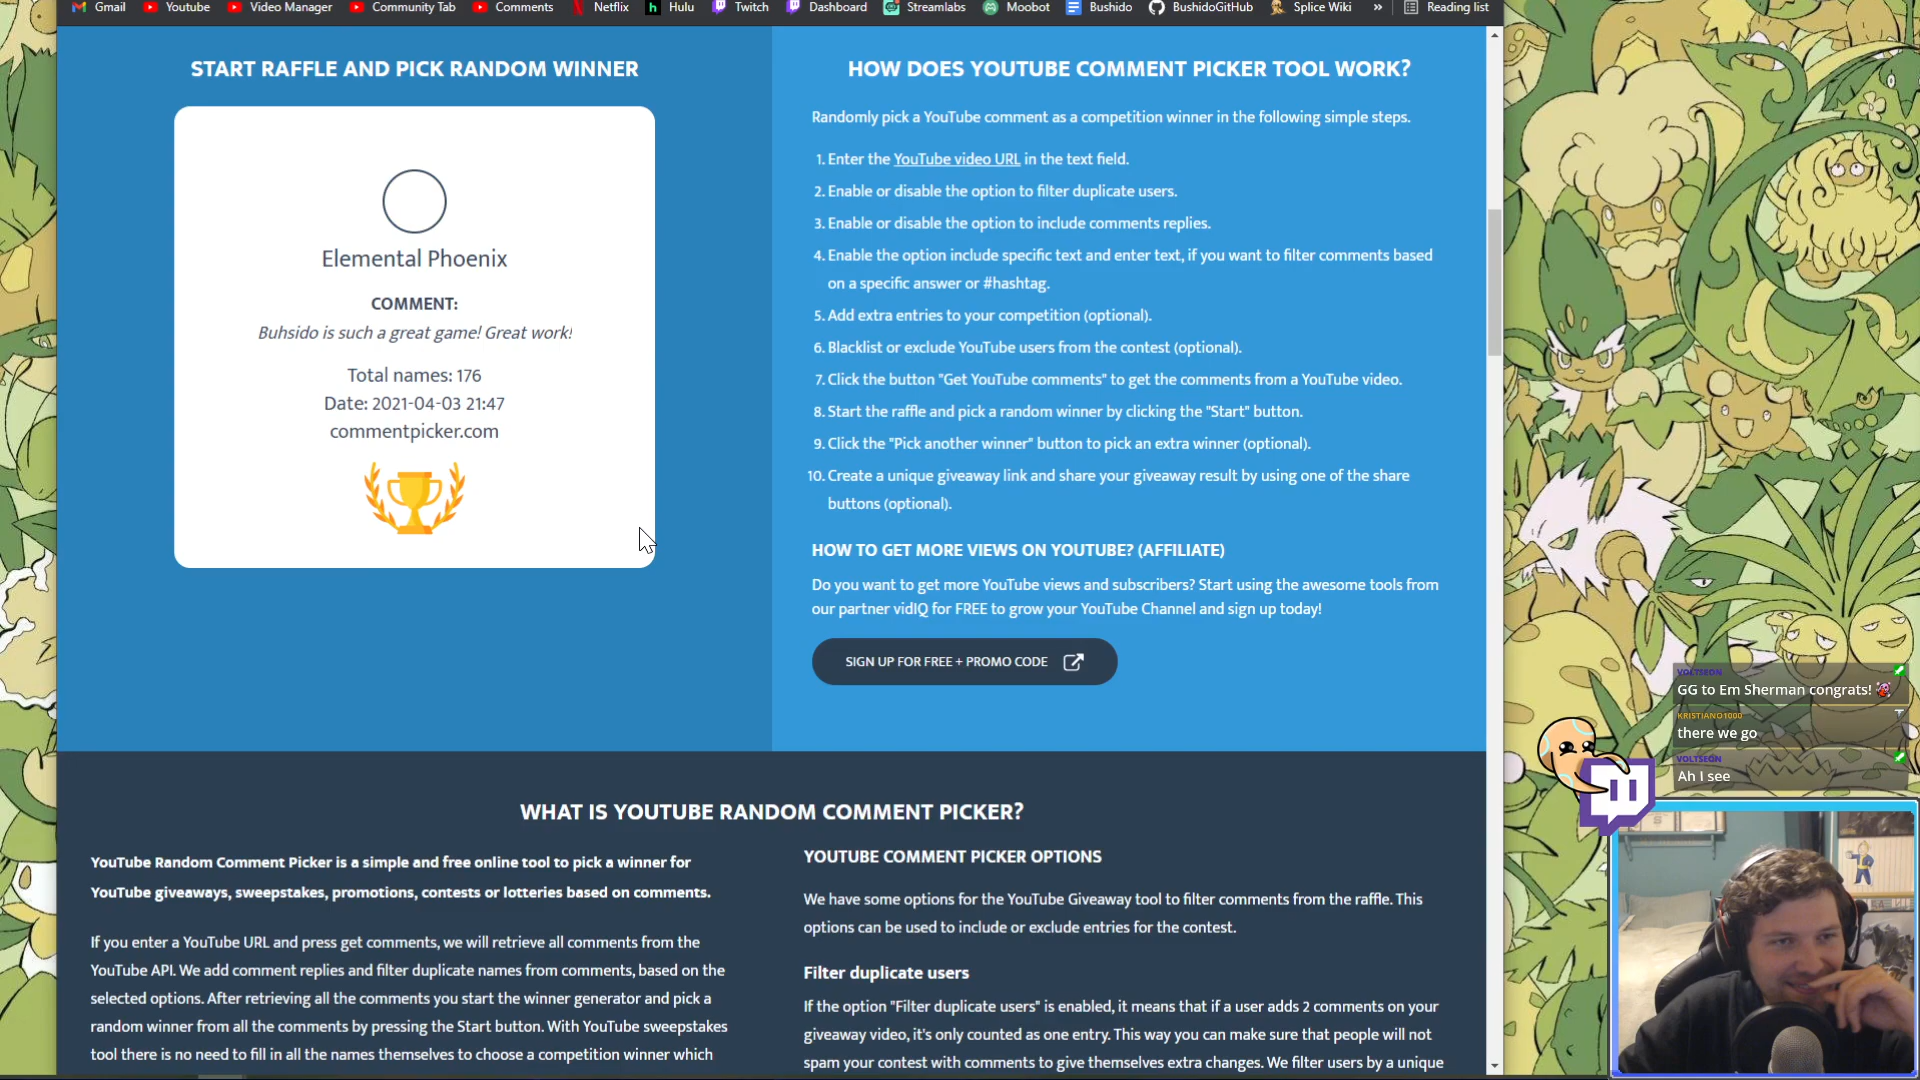 Gmail Youtube Video Manager Community Tab Comments Netflix Hulu Twitch Dashboard Streamlabs Moobot Bushido BushidoGitHub Splice Wiki » Reading list
START RAFFLE AND PICK RANDOM WINNER
Elemental Phoenix
COMMENT:
Buhsido is such a great game! Great work!
Total names: 176
Date: 2021-04-03 21:47
commentpicker.com
HOW DOES YOUTUBE COMMENT PICKER TOOL WORK?
Randomly pick a YouTube comment as a competition winner in the following simple steps.
1. Enter the YouTube video URL in the text field.
2. Enable or disable the option to filter duplicate users.
3. Enable or disable the option to include comments replies.
4. Enable the option include specific text and enter text, if you want to filter comments based
on a specific answer or #hashtag.
5. Add extra entries to your competition (optional).
6. Blacklist or exclude YouTube users from the contest (optional).
7. Click the button "Get YouTube comments" to get the comments from a YouTube video.
8. Start the raffle and pick a random winner by clicking the "Start" button.
9. Click the "Pick another winner" button to pick an extra winner (optional).
10. Create a unique giveaway link and share your giveaway result by using one of the share
buttons (optional).
HOW TO GET MORE VIEWS ON YOUTUBE? (AFFILIATE)
Do you want to get more YouTube views and subscribers? Start using the awesome tools from
our partner vidIQ for FREE to grow your YouTube Channel and sign up today!
SIGN UP FOR FREE + PROMO CODE
WHAT IS YOUTUBE RANDOM COMMENT PICKER?
YouTube Random Comment Picker is a simple and free online tool to pick a winner for
YouTube giveaways, sweepstakes, promotions, contests or lotteries based on comments.
If you enter a YouTube URL and press get comments, we will retrieve all comments from the
YouTube API. We add comment replies and filter duplicate names from comments, based on the
selected options. After retrieving all the comments you start the winner generator and pick a
random winner from all the comments by pressing the Start button. With YouTube sweepstakes
tool there is no need to fill in all the names themselves to choose a competition winner which
YOUTUBE COMMENT PICKER OPTIONS
We have some options for the YouTube Giveaway tool to filter comments from the raffle. This
options can be used to include or exclude entries for the contest.
Filter duplicate users
If the option "Filter duplicate users" is enabled, it means that if a user adds 2 comments on your
giveaway video, it's only counted as one entry. This way you can make sure that people will not
spam your contest with comments to give themselves extra changes. We filter users by a unique
VOLTSEON
GG to Em Sherman congrats!
KRISTIANO1000
there we go
VOLTSEON
Ah I see